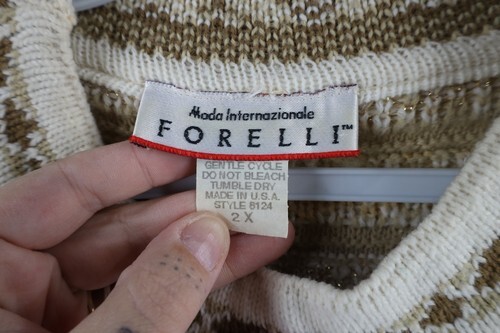 Moda Internazionale
FORELLI™
GENTLE CYCLE
DO NOT BLEACH
TUMBLE DRY
MADE IN U.S.A.
STYLE 8124
2 X